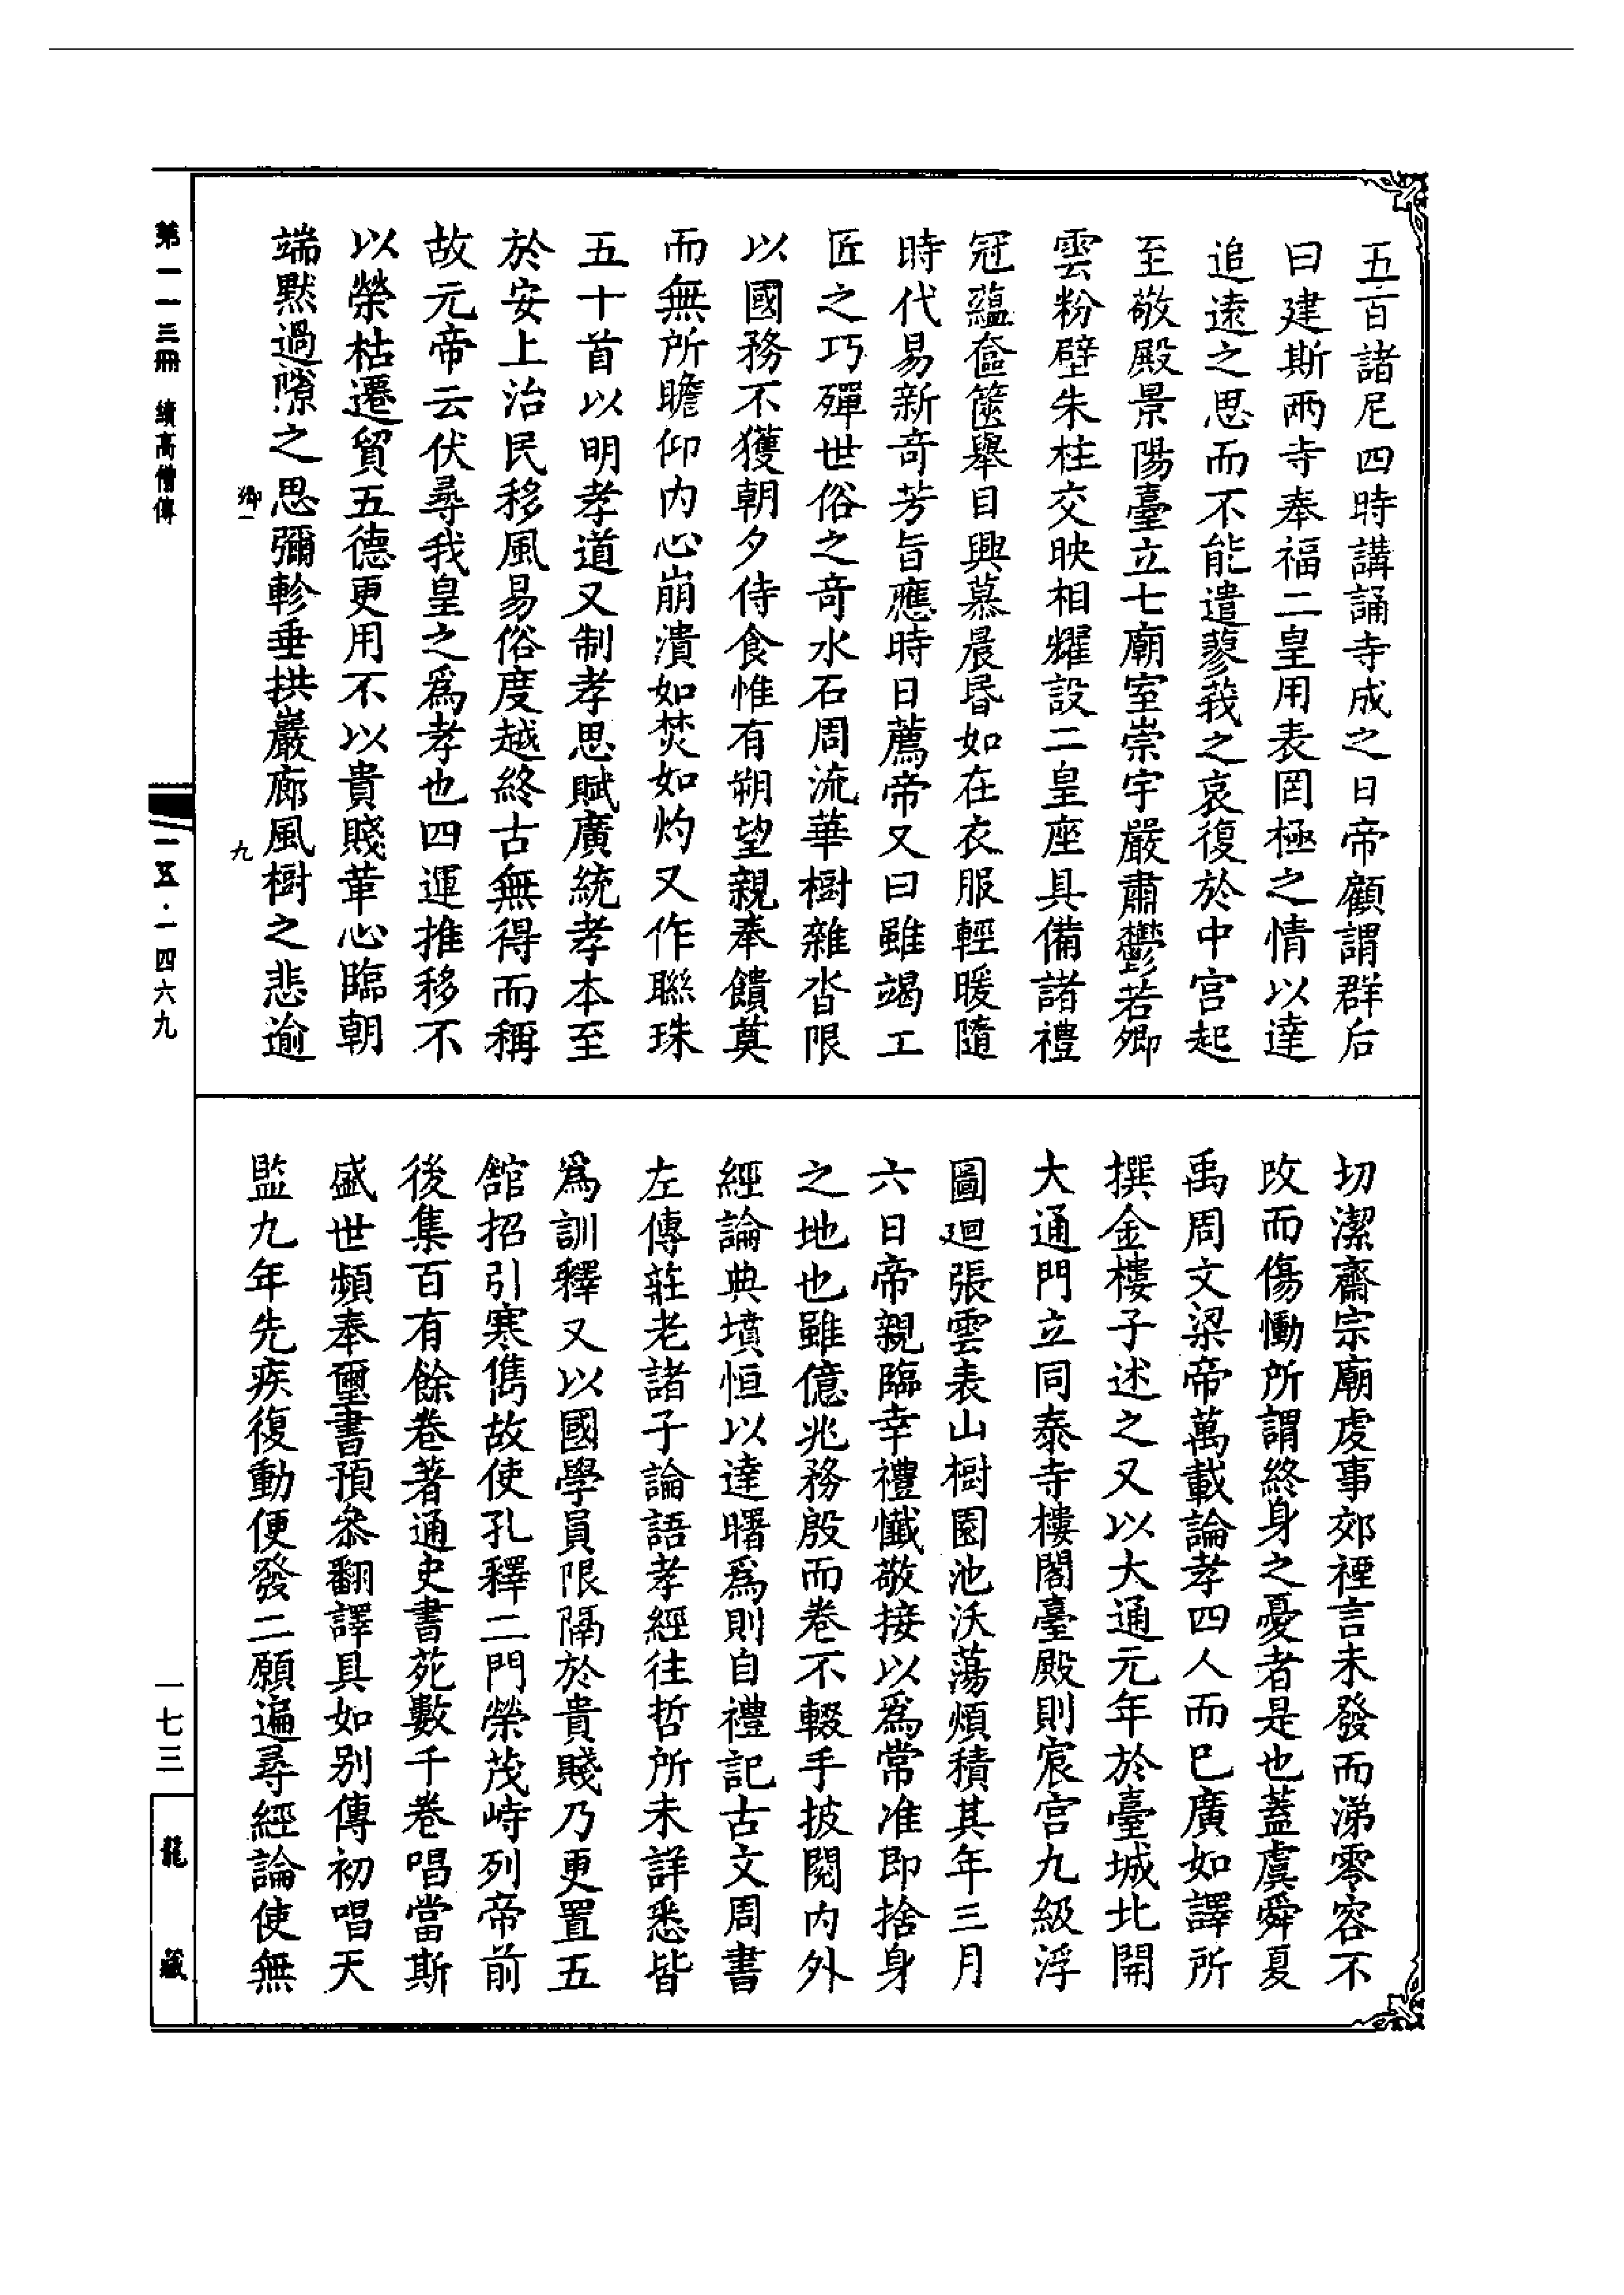 五百諸尼四時講誦寺成之日帝顧謂群后
曰建斯兩寺奉福二皇用表罔極之情以達
追遠之思而不能遣蓼莪之哀復於中宫起
至敬殿景陽臺立七廟室崇宇嚴肅鬱若卿
雲粉壁朱柱交映相耀設二皇座具備諸禮
冠蘊奩篋舉目興慕晨昏如在衣服輕暖隨
時代易新奇芳旨應時日薦帝又曰雖竭工
匠之巧殫世俗之奇水石周流華樹雜沓限
以國務不獲朝夕侍食惟有朔望親奉饋奠
而無所瞻仰内心崩潰如焚如灼又作聯珠
五十首以明孝道又制孝思賦廣統孝本至
於安上治民移風易俗度越終古無得而稱
故元帝云伏尋我皇之爲孝也四運推移不
以榮枯遷貿五德更用不以貴賤革心臨朝
端默過隙之思彌軫垂拱巖廊風樹之悲逾
切潔齋宗廟虔事郊禋言未發而涕零容不
改而傷慟所謂終身之憂者是也蓋虞舜夏
禹周文梁帝萬載論孝四人而已廣如譯所
撰金樓子述之又以大通元年於臺城北開
大通門立同泰寺樓閣臺殿則宸宫九級浮
圖迴張雲表山樹園池沃蕩煩積其年三月
六日帝親臨幸禮懺敬接以爲常准即捨身
之地也雖億兆務殷而卷不輟手披閱内外
經論典墳恒以達曙爲則自禮記古文周書
左傳莊老諸子論語孝經往哲所未詳悉皆
爲訓釋又以國學員限隔於貴賤乃更置五
舘招引寒儁故使孔釋二門榮茂峙列帝前
後集百有餘卷著通史書苑數千卷唱當斯
盛世頻奉璽書預叅翻譯具如别傳初唱天
監九年先疾復動便發二願遍尋經論使無
鄉一
九
第一一三冊 續高僧傳
一五·一四六九
一七三
龍藏